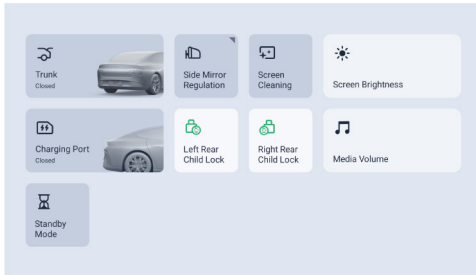 Trunk
Closed
Side Mirror
Regulation
Screen
Cleaning
Screen Brightness
Charging Port
Closed
Left Rear
Child Lock
Right Rear
Child Lock
Media Volume
Standby
Mode